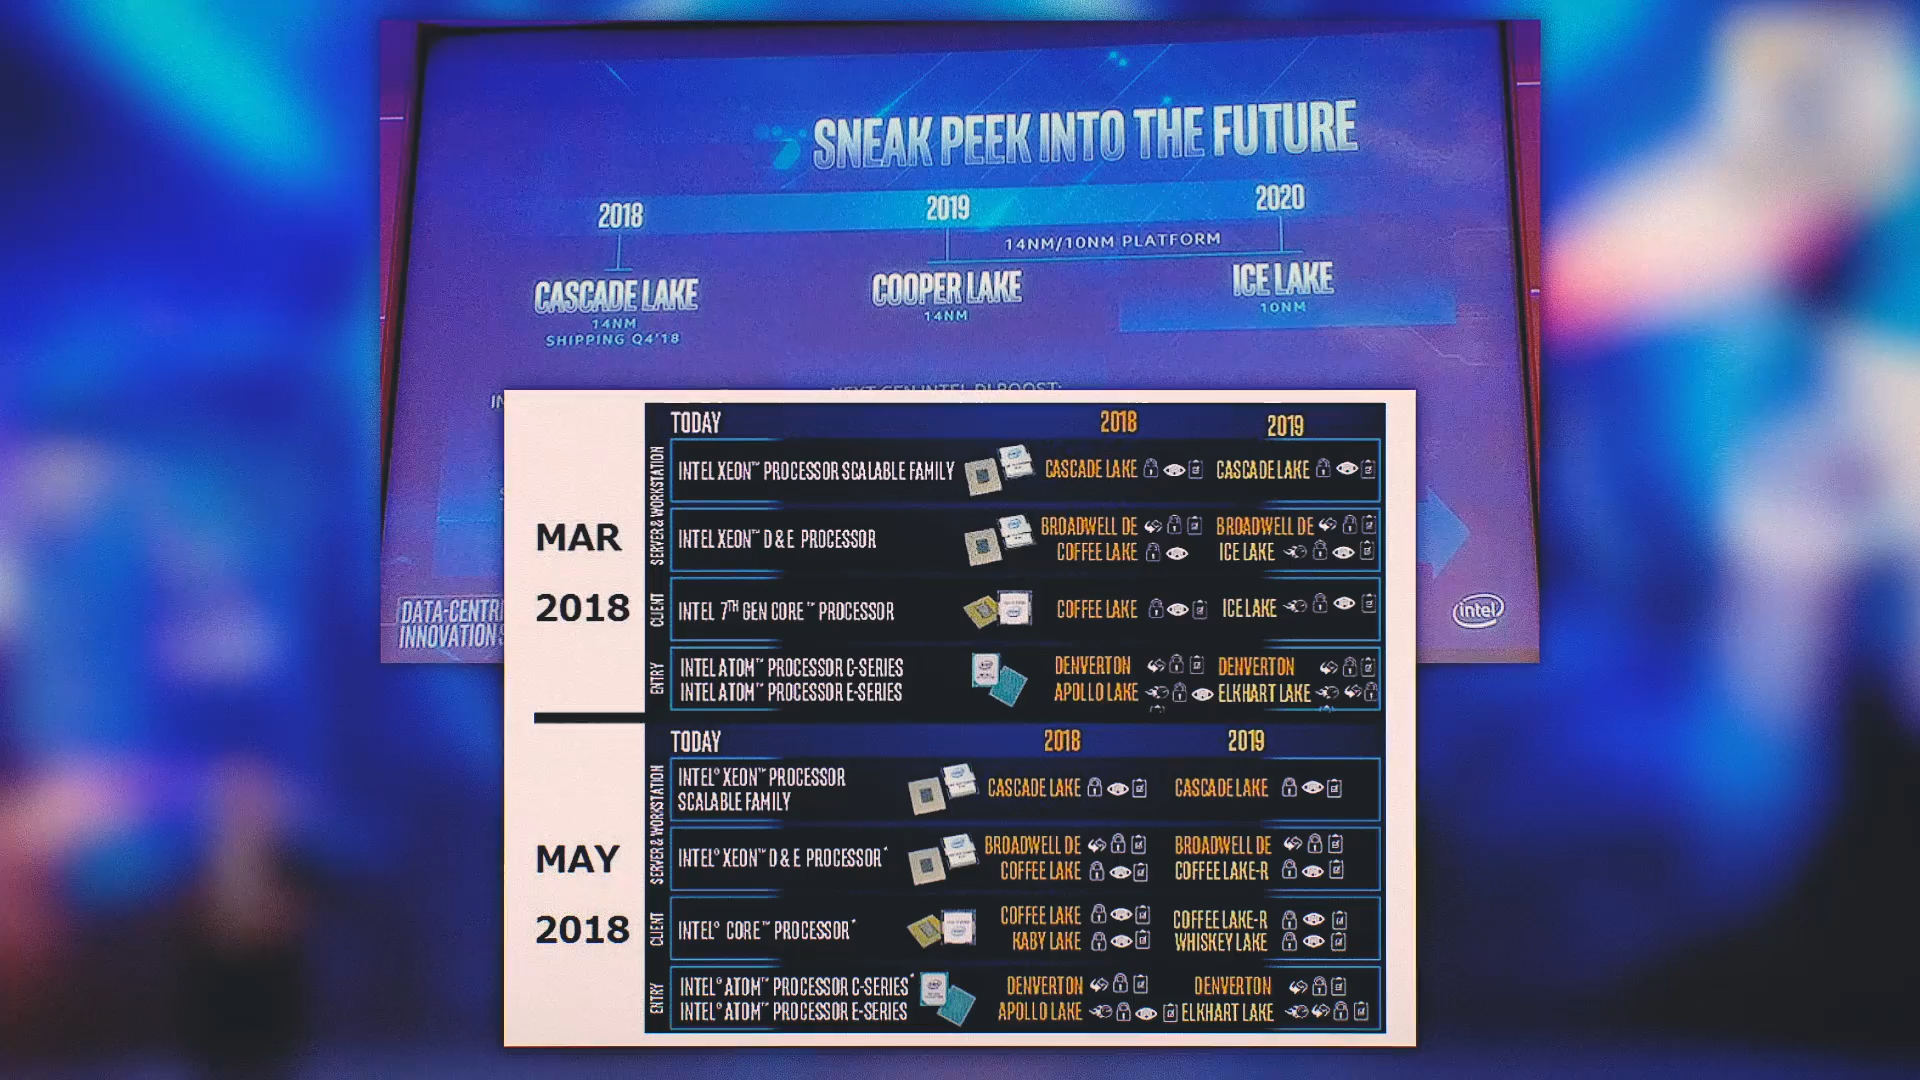 SNEAK PEEK INTO THE FUTURE
2018 2019 2020
14NM/10NM PLATFORM
CASCADE LAKE COOPER LAKE ICE LAKE
14NM 14NM 10NM
SHIPPING Q4'18
NEXT GEN INTEL DL BOOST:
DATA-CENTRI
INNOVATION
intel
MAR
2018
TODAY 2018 2019
SERVER & WORKSTATION
INTEL XEON™ PROCESSOR SCALABLE FAMILY CASCADE LAKE CASCADE LAKE
INTEL XEON™ D & E PROCESSOR BROADWELL DE BROADWELL DE
COFFEE LAKE ICE LAKE
CLIENT
INTEL 7TH GEN CORE™ PROCESSOR COFFEE LAKE ICE LAKE
ENTRY
INTEL ATOM™ PROCESSOR C-SERIES DENVERTON DENVERTON
INTEL ATOM™ PROCESSOR E-SERIES APOLLO LAKE ELKHART LAKE
MAY
2018
TODAY 2018 2019
SERVER & WORKSTATION
INTEL® XEON™ PROCESSOR
SCALABLE FAMILY CASCADE LAKE CASCADE LAKE
INTEL® XEON™ D & E PROCESSOR* BROADWELL DE BROADWELL DE
COFFEE LAKE COFFEE LAKE-R
CLIENT
INTEL® CORE™ PROCESSOR* COFFEE LAKE COFFEE LAKE-R
KABY LAKE WHISKEY LAKE
ENTRY
INTEL® ATOM™ PROCESSOR C-SERIES* DENVERTON DENVERTON
INTEL® ATOM™ PROCESSOR E-SERIES APOLLO LAKE ELKHART LAKE